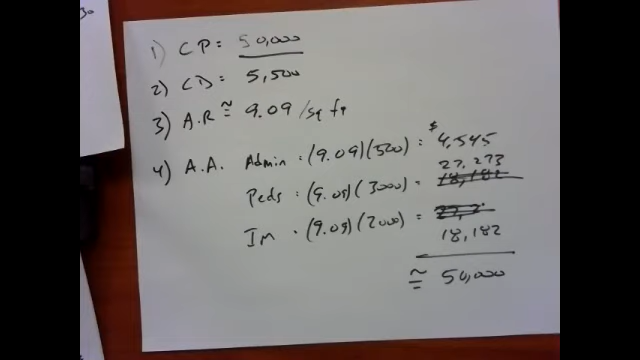 30
1) CP = 50,000
2) CD = 5,500
3) A.R ≅ 9.09 /sq ft
4) A.A. Admin = (9.09)(500) = $ 4,545
27,273
Peds = (9.09)(3000) = 18,182
IM = (9.09)(2000) =
18,182
≅ 50,000